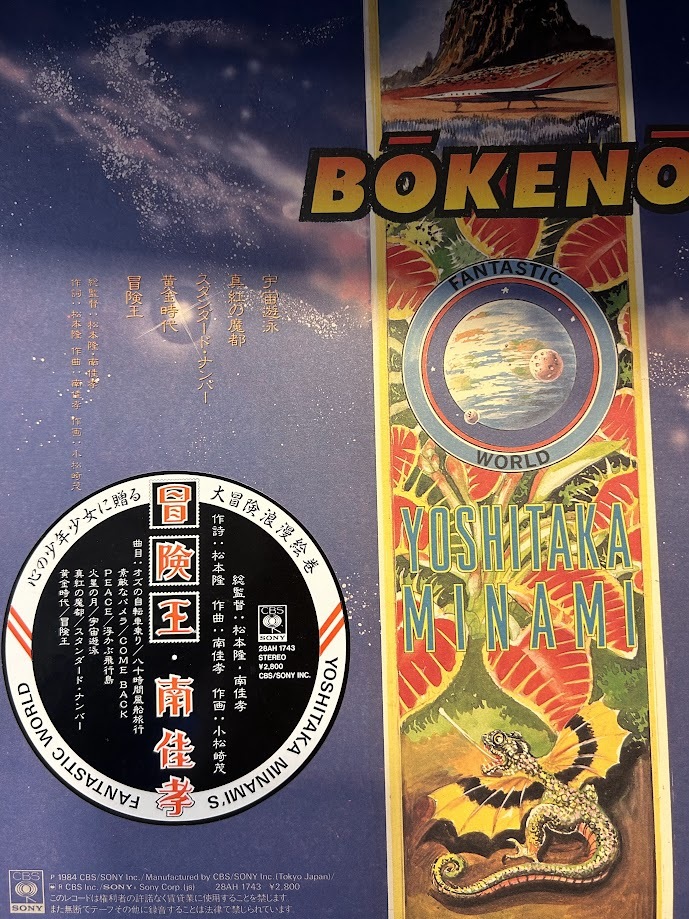 BŌKENŌ
FANTASTIC
WORLD
YOSHITAKA
MINAMI
宇宙遊泳
真紅の魔都
スタンダード・ナンバー
黄金時代
冒険王
総監督：松本隆・南佳孝
作詞：松本隆 作曲：南佳孝 作画：小松崎茂
心の少年少女に贈る 大冒険浪漫絵巻
冒険王・南佳孝
総監督：松本隆・南佳孝
作詩：松本隆 作曲：南佳孝 作画：小松崎茂
曲目：オズの自転車乗り／八十時間風船旅行
素敵なパメラ／COME BACK
PEACE／浮かぶ飛行島
火星の月／宇宙遊泳
真紅の魔都／スタンダード・ナンバー
黄金時代／冒険王
CBS
SONY
28AH 1743
STEREO
¥2,800
CBS/SONY INC.
YOSHITAKA MINAMI'S
FANTASTIC WORLD
CBS
SONY
℗ 1984 CBS/SONY Inc./Manufactured by CBS/SONY Inc.(Tokyo Japan)/
® CBS Inc./SONY® Sony Corp (js) 28AH 1743 ¥2,800
このレコードは権利者の許諾なく賃貸業に使用することを禁じます
また無断でテープその他に録音することは法律で禁じられています